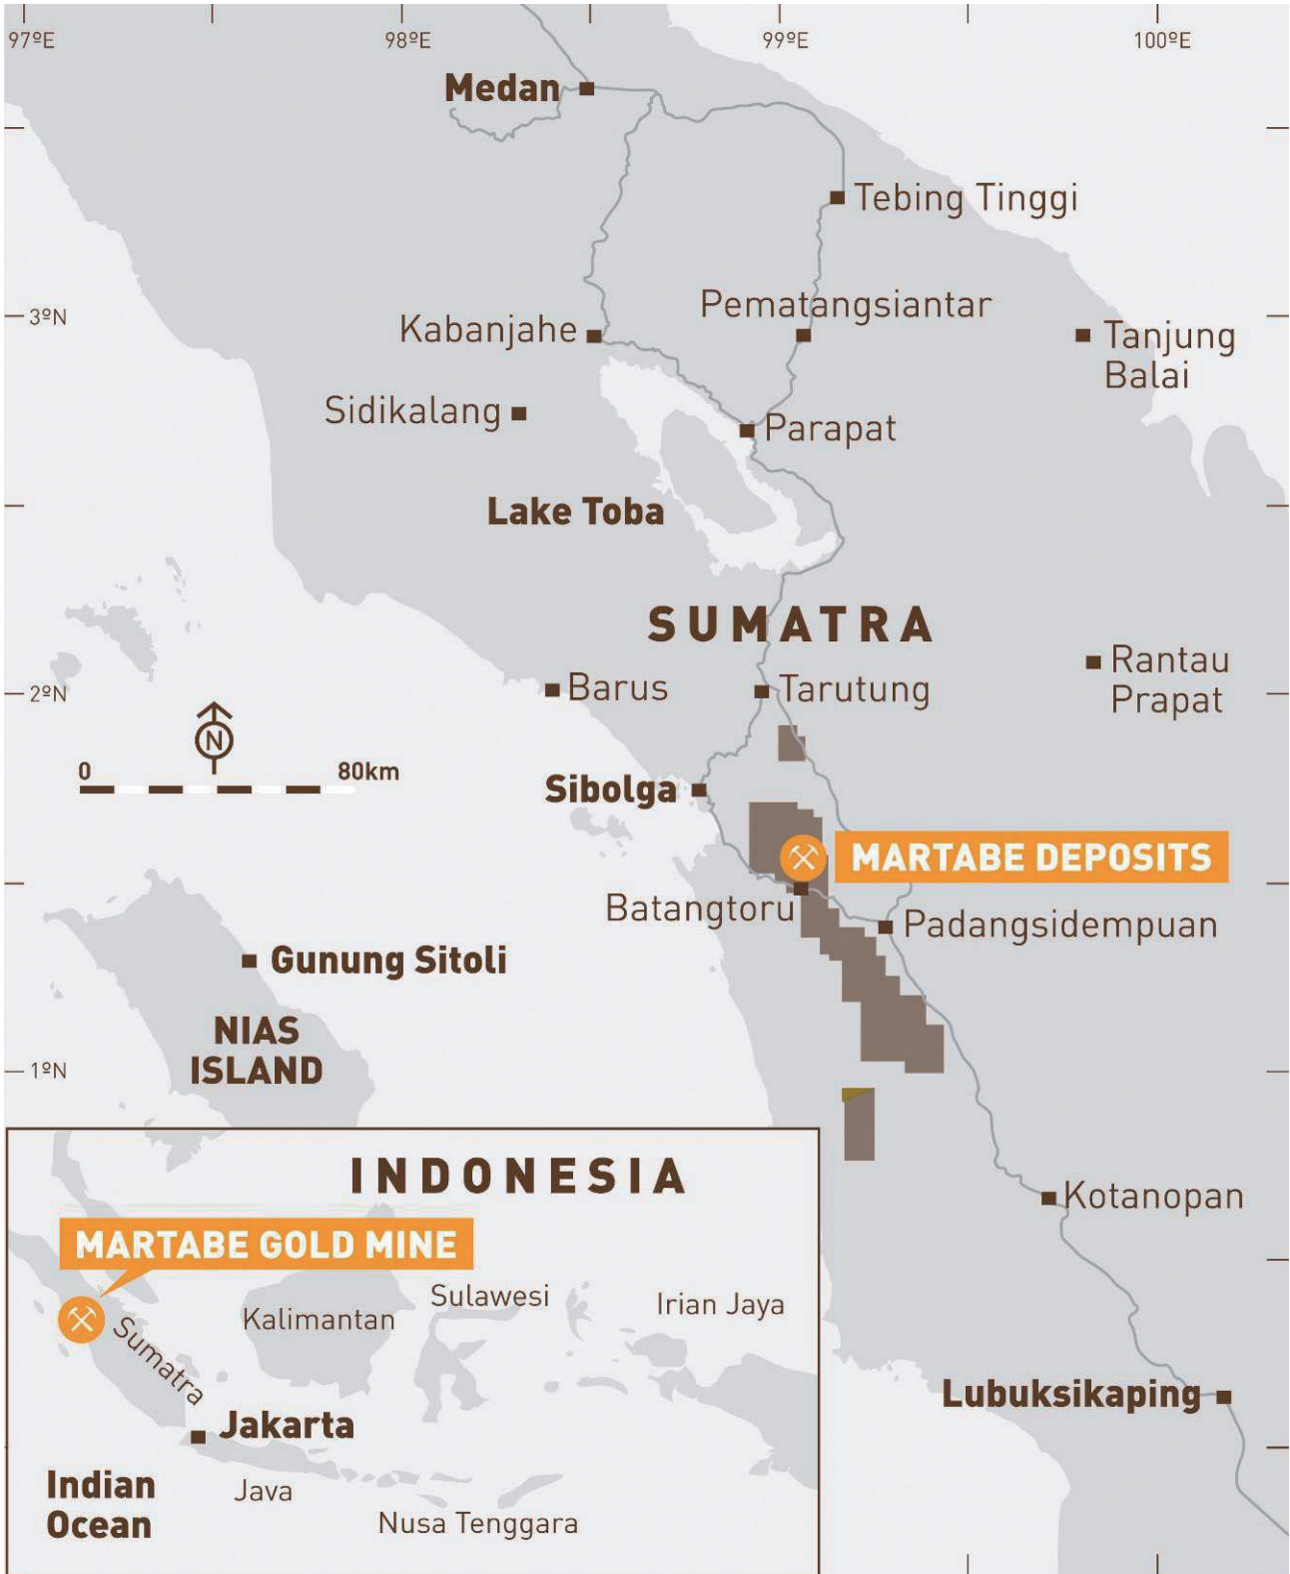 97ºE
98ºE
99ºE
100ºE
Medan
Tebing Tinggi
Pematangsiantar
3ºN
Kabanjahe
Tanjung
Balai
Sidikalang
Parapat
Lake Toba
SUMATRA
Rantau
Prapat
2ºN
Barus
Tarutung
N
0
80km
Sibolga
MARTABE DEPOSITS
Batangtoru
Padangsidempuan
Gunung Sitoli
NIAS
ISLAND
1ºN
INDONESIA
Kotanopan
MARTABE GOLD MINE
Sulawesi
Irian Jaya
Kalimantan
Sumatra
Lubuksikaping
Jakarta
Indian
Ocean
Java
Nusa Tenggara